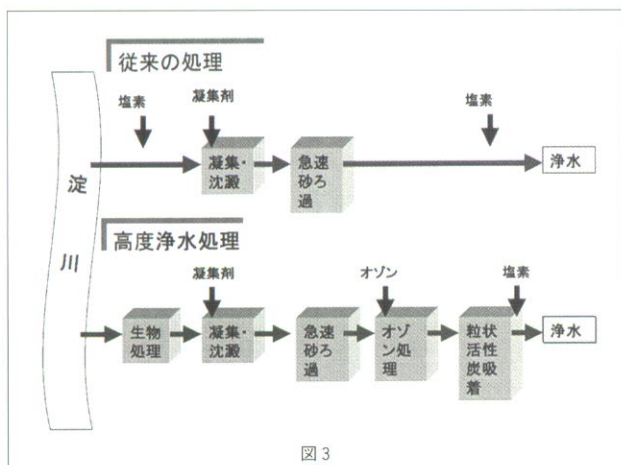 従来の処理
塩素
凝集剤
塩素
凝集・
沈澱
急速
砂ろ
過
浄水
淀
川
高度浄水処理
凝集剤
オゾン
塩素
生物
処理
凝集・
沈澱
急速
砂ろ
過
オゾ
ン処
理
粒状
活性
炭吸
着
浄水
図3